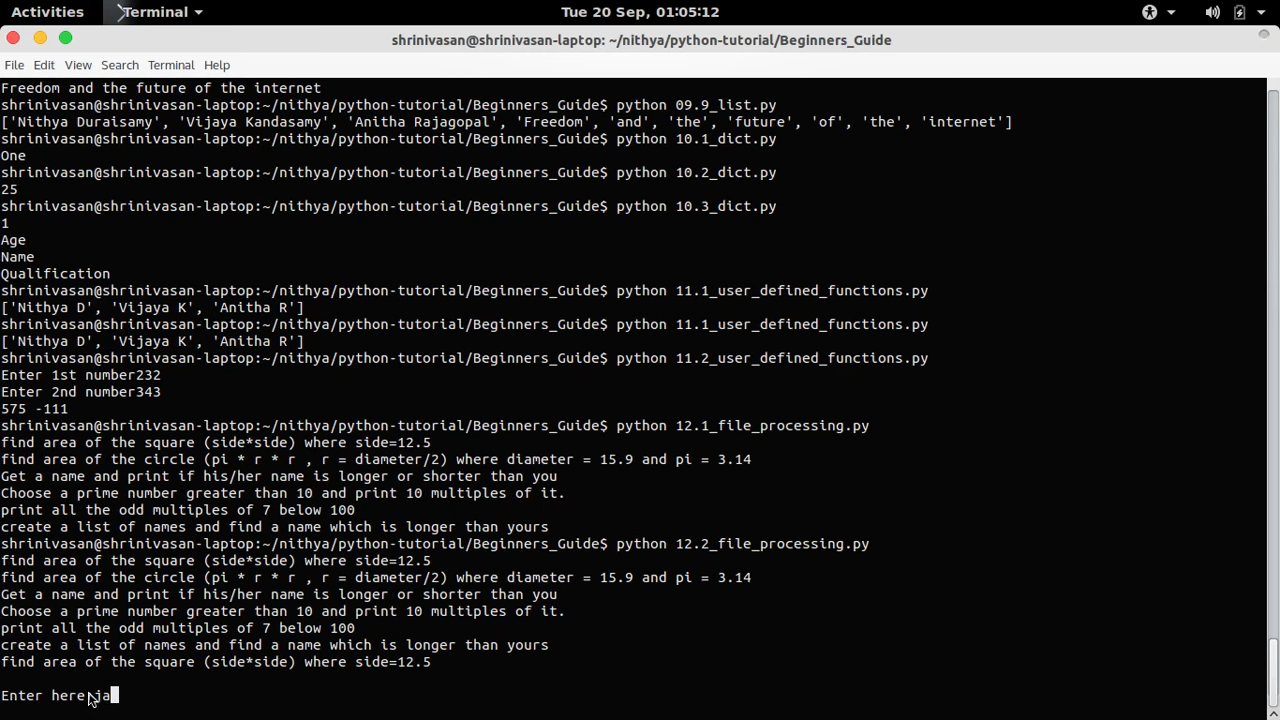 Activities Terminal Tue 20 Sep, 01:05:12
shrinivasan@shrinivasan-laptop: ~/nithya/python-tutorial/Beginners_Guide
File Edit View Search Terminal Help
Freedom and the future of the internet
shrinivasan@shrinivasan-laptop:~/nithya/python-tutorial/Beginners_Guide$ python 09.9_list.py
['Nithya Duraisamy', 'Vijaya Kandasamy', 'Anitha Rajagopal', 'Freedom', 'and', 'the', 'future', 'of', 'the', 'internet']
shrinivasan@shrinivasan-laptop:~/nithya/python-tutorial/Beginners_Guide$ python 10.1_dict.py
One
shrinivasan@shrinivasan-laptop:~/nithya/python-tutorial/Beginners_Guide$ python 10.2_dict.py
25
shrinivasan@shrinivasan-laptop:~/nithya/python-tutorial/Beginners_Guide$ python 10.3_dict.py
1
Age
Name
Qualification
shrinivasan@shrinivasan-laptop:~/nithya/python-tutorial/Beginners_Guide$ python 11.1_user_defined_functions.py
['Nithya D', 'Vijaya K', 'Anitha R']
shrinivasan@shrinivasan-laptop:~/nithya/python-tutorial/Beginners_Guide$ python 11.1_user_defined_functions.py
['Nithya D', 'Vijaya K', 'Anitha R']
shrinivasan@shrinivasan-laptop:~/nithya/python-tutorial/Beginners_Guide$ python 11.2_user_defined_functions.py
Enter 1st number232
Enter 2nd number343
575 -111
shrinivasan@shrinivasan-laptop:~/nithya/python-tutorial/Beginners_Guide$ python 12.1_file_processing.py
find area of the square (side*side) where side=12.5
find area of the circle (pi * r * r , r = diameter/2) where diameter = 15.9 and pi = 3.14
Get a name and print if his/her name is longer or shorter than you
Choose a prime number greater than 10 and print 10 multiples of it.
print all the odd multiples of 7 below 100
create a list of names and find a name which is longer than yours
shrinivasan@shrinivasan-laptop:~/nithya/python-tutorial/Beginners_Guide$ python 12.2_file_processing.py
find area of the square (side*side) where side=12.5
find area of the circle (pi * r * r , r = diameter/2) where diameter = 15.9 and pi = 3.14
Get a name and print if his/her name is longer or shorter than you
Choose a prime number greater than 10 and print 10 multiples of it.
print all the odd multiples of 7 below 100
create a list of names and find a name which is longer than yours
find area of the square (side*side) where side=12.5
Enter here ja